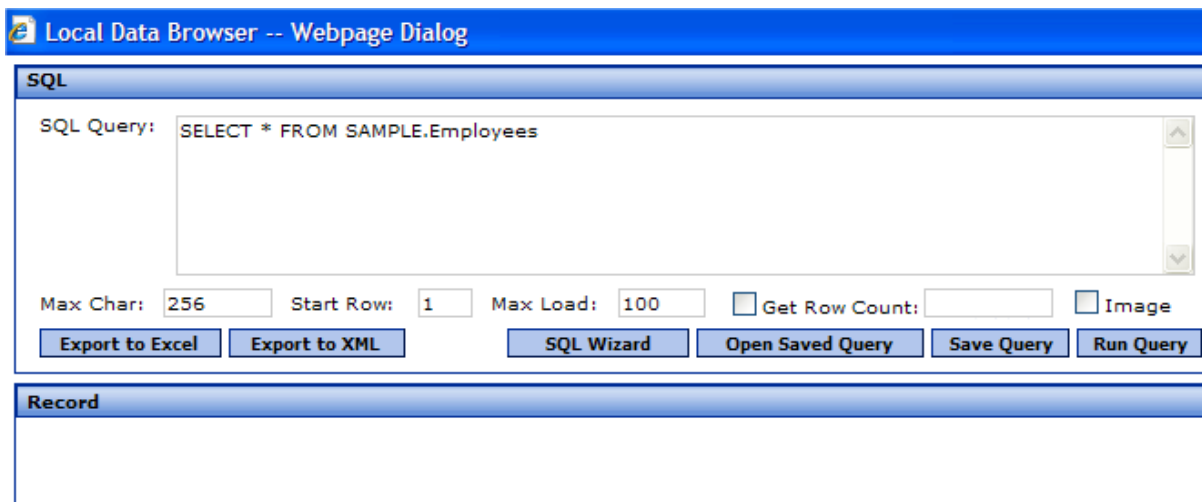 Local Data Browser -- Webpage Dialog
SQL
SQL Query: SELECT * FROM SAMPLE.Employees
Max Char: 256 Start Row: 1 Max Load: 100 Get Row Count: Image
Export to Excel Export to XML SQL Wizard Open Saved Query Save Query Run Query
Record